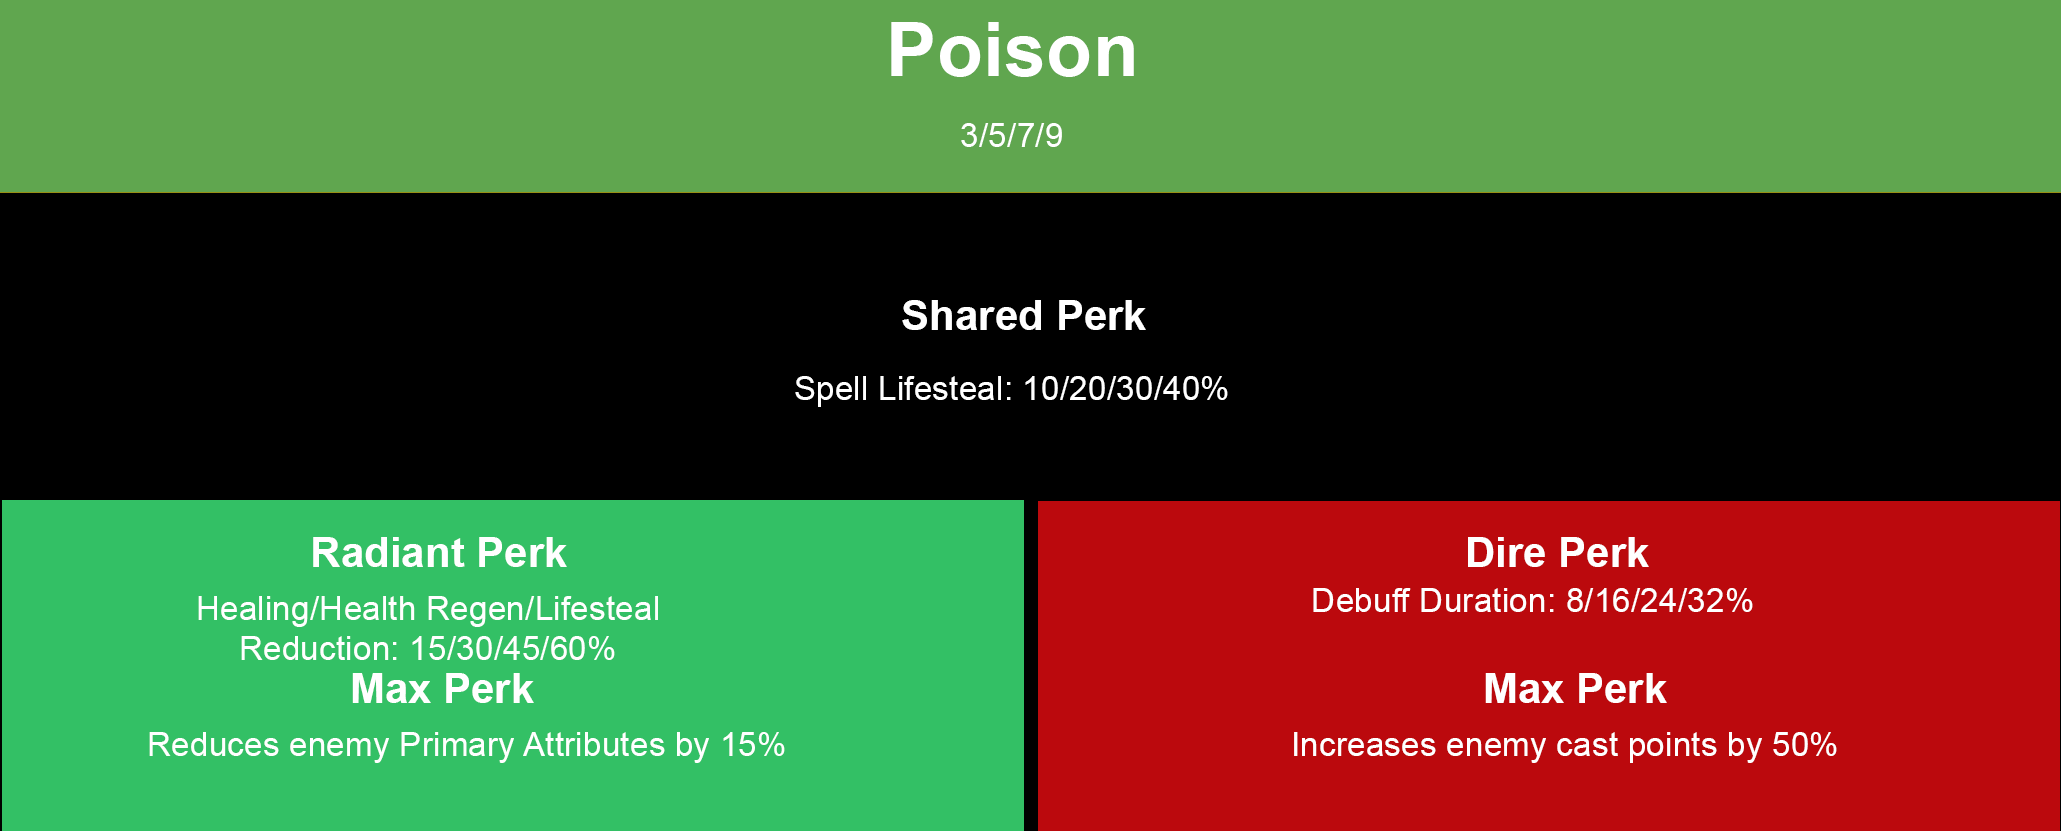 Poison
3/5/7/9
Shared Perk
Spell Lifesteal: 10/20/30/40%
Radiant Perk
Healing/Health Regen/Lifesteal
Reduction: 15/30/45/60%
Max Perk
Reduces enemy Primary Attributes by 15%
Dire Perk
Debuff Duration: 8/16/24/32%
Max Perk
Increases enemy cast points by 50%